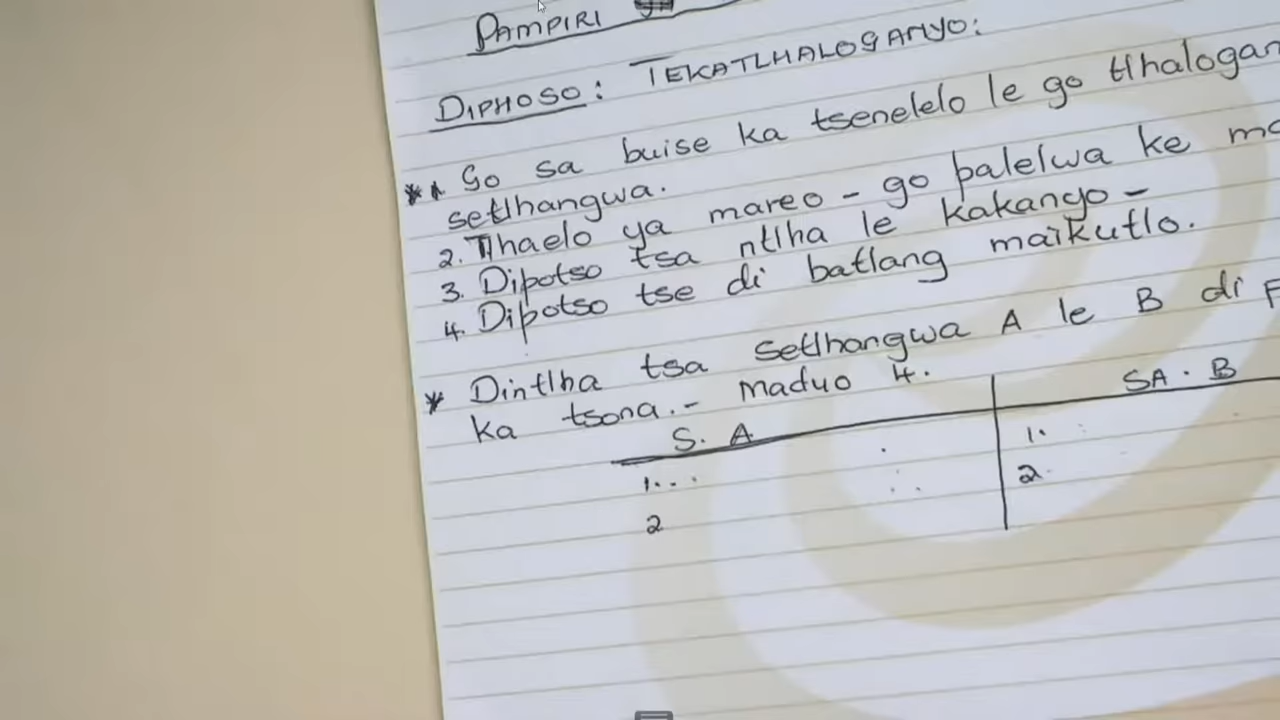 PAMPIRI
DIPHOSO: TEKATLHALOGANYO:
** 1 Go sa buise ka tsenelelo le go tlhalogan
setlhangwa.
2. Tlhaelo ya mareo - go palelwa ke ma
3. Dipotso tsa ntlha le kakanyo -
4. Dipotso tse di batlang maikutlo.
* Dintlha tsa Setlhangwa A le B di F
ka tsona. - maduo 4.
S. A. SA. B
1. . . 1.
2 2